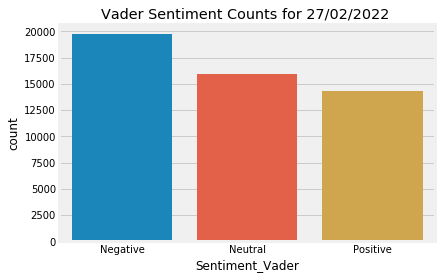 Vader Sentiment Counts for 27/02/2022
20000
17500
15000
12500
10000
7500
5000
2500
0
count
Negative Neutral Positive
Sentiment_Vader